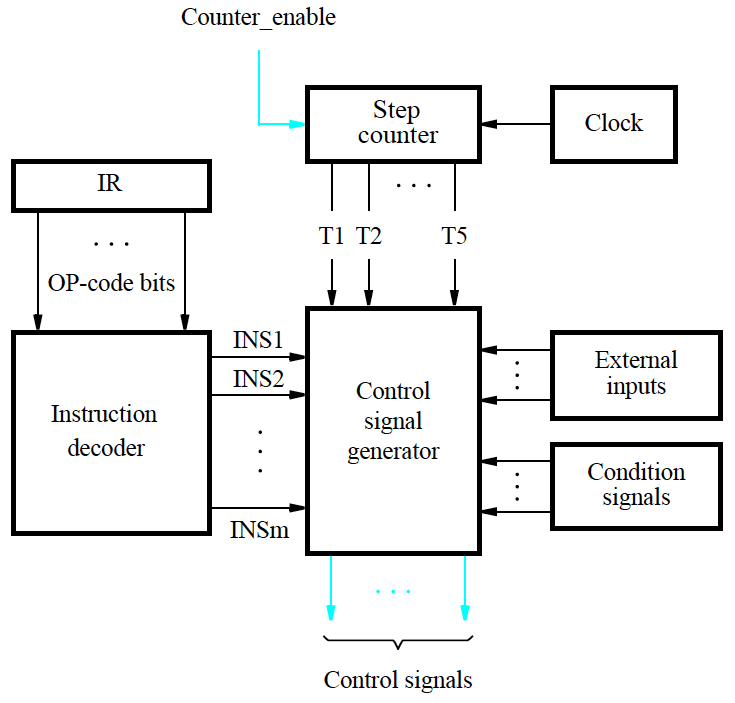 Counter_enable
Step
counter
Clock
IR
. . .
. . .
T1 T2 T5
OP-code bits
INS1
INS2
INSm
Instruction
decoder
Control
signal
generator
External
inputs
Condition
signals
. . .
Control signals